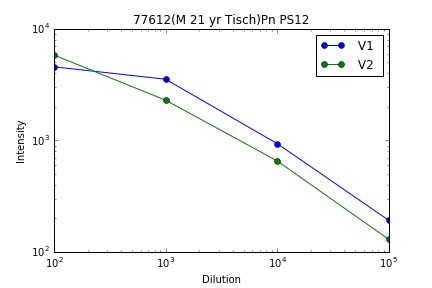 77612(M 21 yr Tisch)Pn PS12
V1
V2
Intensity
10^4
10^3
10^2
10^2 10^3 10^4 10^5
Dilution